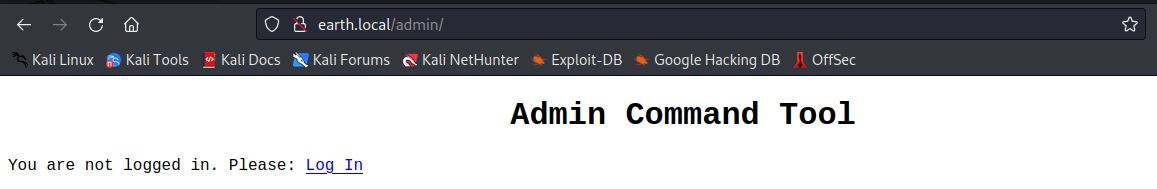 earth.local/admin/
Kali Linux Kali Tools Kali Docs Kali Forums Kali NetHunter Exploit-DB Google Hacking DB OffSec
Admin Command Tool
You are not logged in. Please: Log In